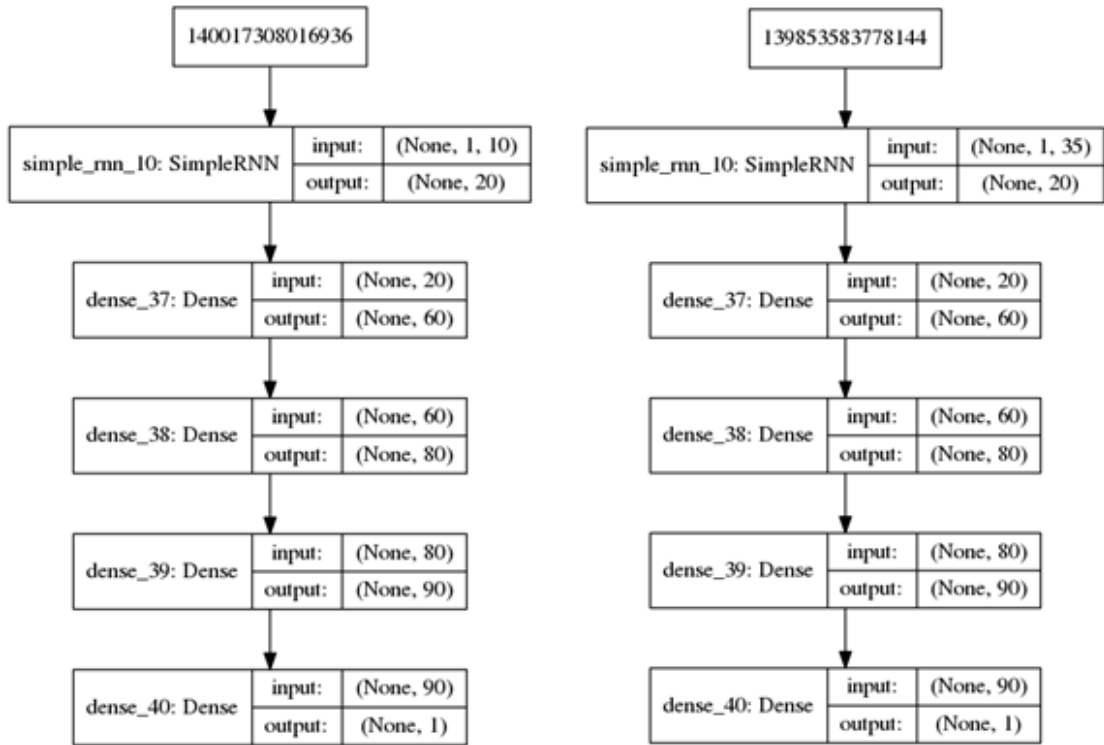 140017308016936
simple_rnn_10: SimpleRNN
input: (None, 1, 10)
output: (None, 20)
dense_37: Dense
input: (None, 20)
output: (None, 60)
dense_38: Dense
input: (None, 60)
output: (None, 80)
dense_39: Dense
input: (None, 80)
output: (None, 90)
dense_40: Dense
input: (None, 90)
output: (None, 1)
139853583778144
simple_rnn_10: SimpleRNN
input: (None, 1, 35)
output: (None, 20)
dense_37: Dense
input: (None, 20)
output: (None, 60)
dense_38: Dense
input: (None, 60)
output: (None, 80)
dense_39: Dense
input: (None, 80)
output: (None, 90)
dense_40: Dense
input: (None, 90)
output: (None, 1)